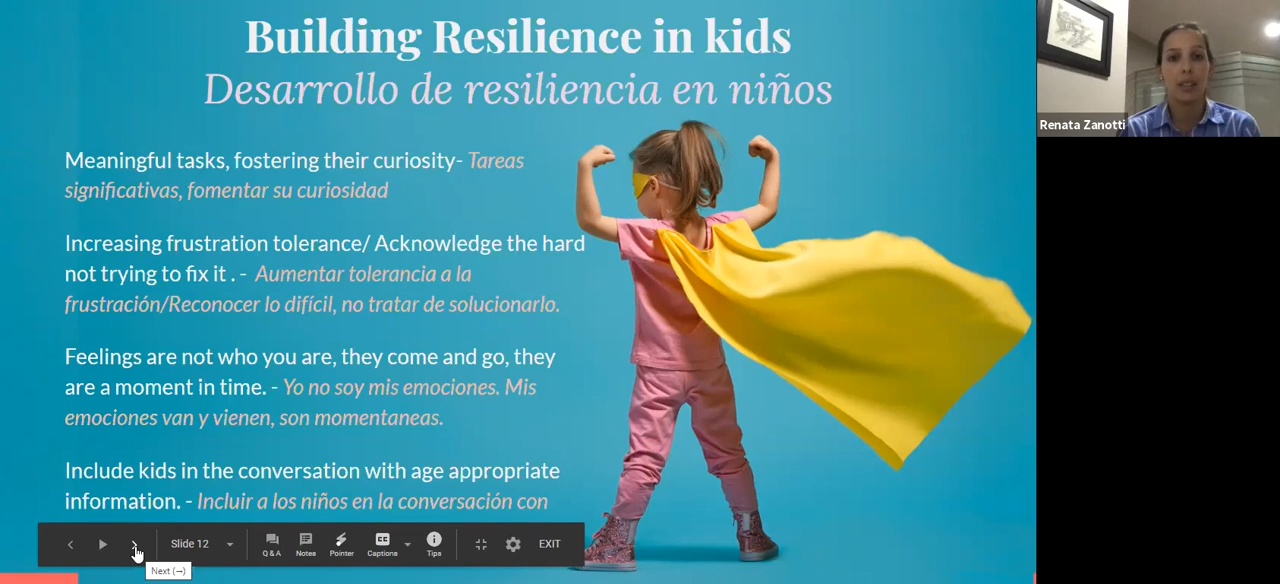 Building Resilience in kids
Desarrollo de resiliencia en niños
Renata Zanotti
Meaningful tasks, fostering their curiosity- Tareas
significativas, fomentar su curiosidad
Increasing frustration tolerance/ Acknowledge the hard
not trying to fix it . - Aumentar tolerancia a la
frustración/Reconocer lo difícil, no tratar de solucionarlo.
Feelings are not who you are, they come and go, they
are a moment in time. - Yo no soy mis emociones. Mis
emociones van y vienen, son momentaneas.
Include kids in the conversation with age appropriate
information. - Incluir a los niños en la conversación con
Slide 12
Q & A
Notes
Pointer
Captions
Tips
EXIT
Next (→)